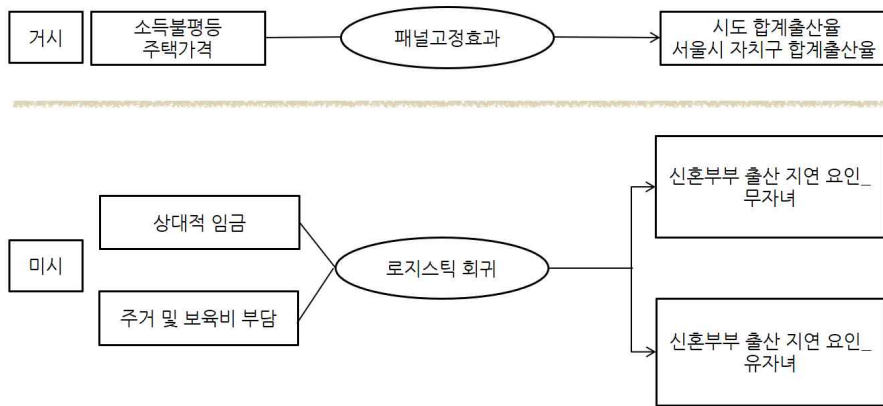 거시
소득불평등
주택가격
패널고정효과
시도 합계출산율
서울시 자치구 합계출산율
미시
상대적 임금
주거 및 보육비 부담
로지스틱 회귀
신혼부부 출산 지연 요인_
무자녀
신혼부부 출산 지연 요인_
유자녀